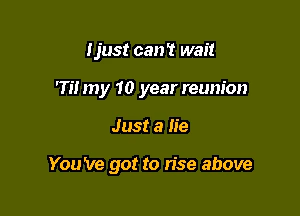 I just can't wait
'Til my 10 year reunion
Just a lie
You've got to rise above